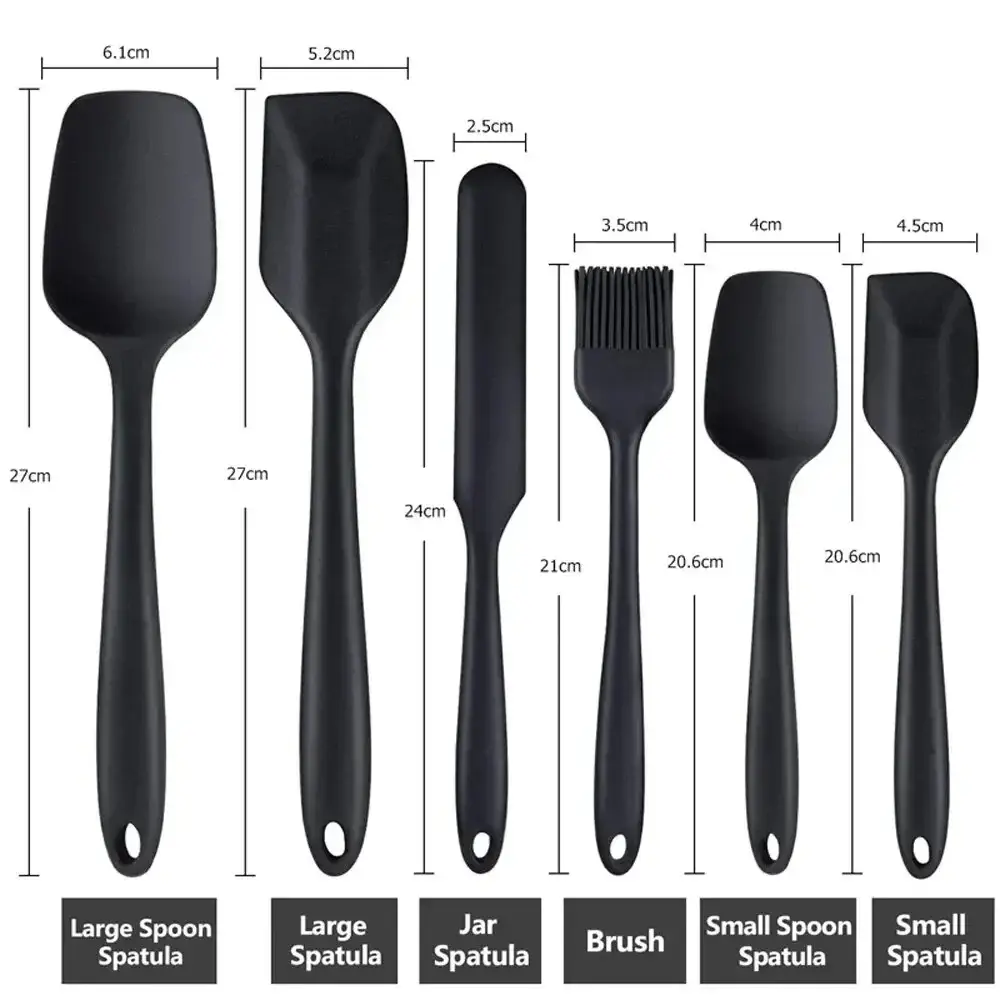 6.1cm
5.2cm
2.5cm
3.5cm
4cm
4.5cm
27cm
27cm
24cm
21cm
20.6cm
20.6cm
Large Spoon
Spatula
Large
Spatula
Jar
Spatula
Brush
Small Spoon
Spatula
Small
Spatula